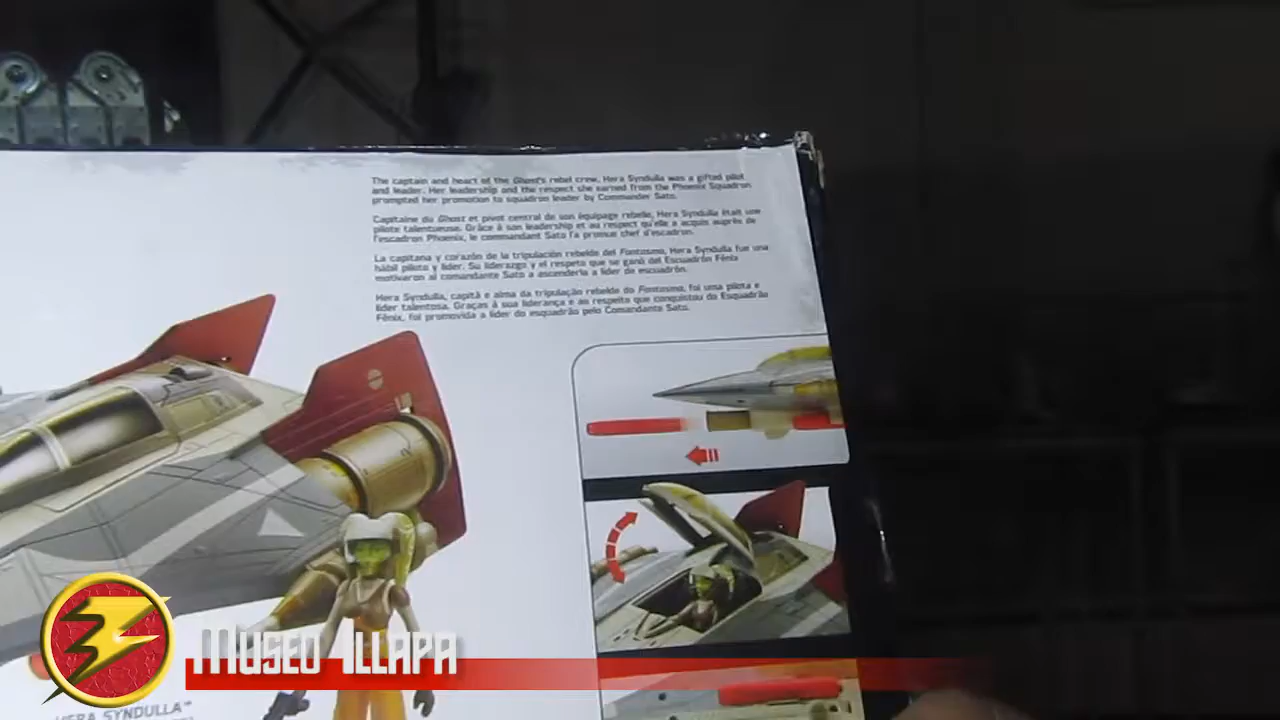 The captain and heart of the Ghost's rebel crew, Hera Syndulla was a gifted pilot
and leader. Her leadership and the respect she earned from the Phoenix Squadron
prompted her promotion to squadron leader by Commander Sato.
Capitaine du Ghost et pivot central de son équipage rebelle, Hera Syndulla était une
pilote talentueuse. Grâce à son leadership et au respect qu'elle a acquis auprès de
l'escadron Phoenix, le commandant Sato l'a promue chef d'escadron.
La capitana y corazón de la tripulación rebelde del Fantasma, Hera Syndulla fue una
hábil piloto y líder. Su liderazgo y el respeto que se ganó del Escuadrón Fénix
motivaron al comandante Sato a ascenderla a líder de escuadrón.
Hera Syndulla, capitã e alma da tripulação rebelde do Fantasma, foi uma pilota e
líder talentosa. Graças à sua liderança e ao respeito que conquistou do Esquadrão
Fênix, foi promovida a líder do esquadrão pelo Comandante Sato.
Museo Illapa
HERA SYNDULLA™